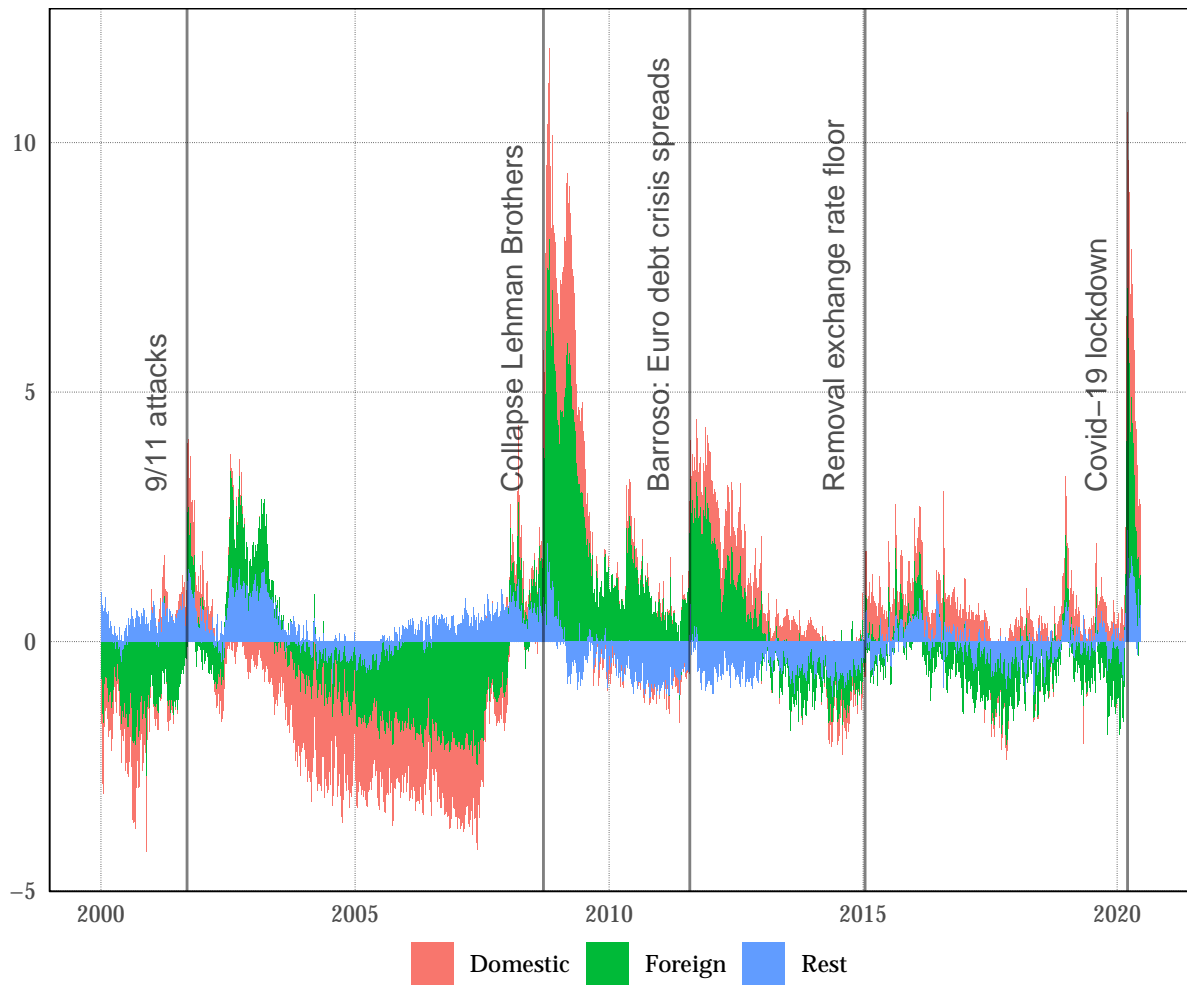 10
5
0
−5
9/11 attacks
Collapse Lehman Brothers
Barroso: Euro debt crisis spreads
Removal exchange rate floor
Covid−19 lockdown
2000
2005
2010
2015
2020
Domestic
Foreign
Rest